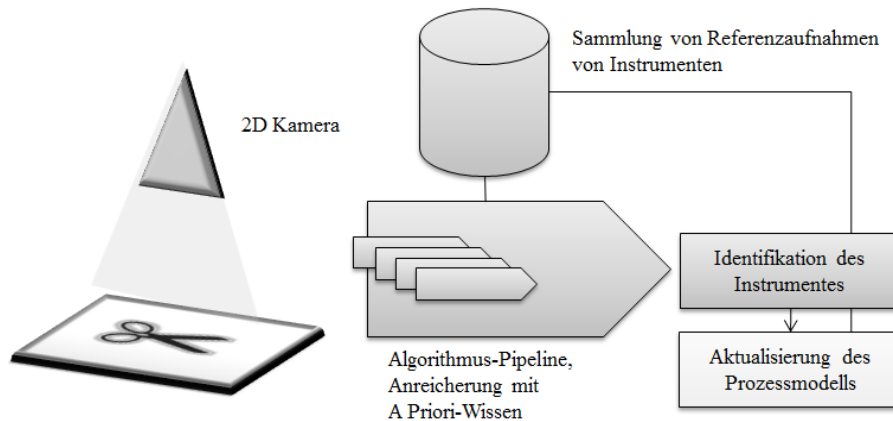 Sammlung von Referenzaufnahmen
von Instrumenten
2D Kamera
Identifikation des
Instrumentes
Algorithmus-Pipeline,
Anreicherung mit
A Priori-Wissen
Aktualisierung des
Prozessmodells